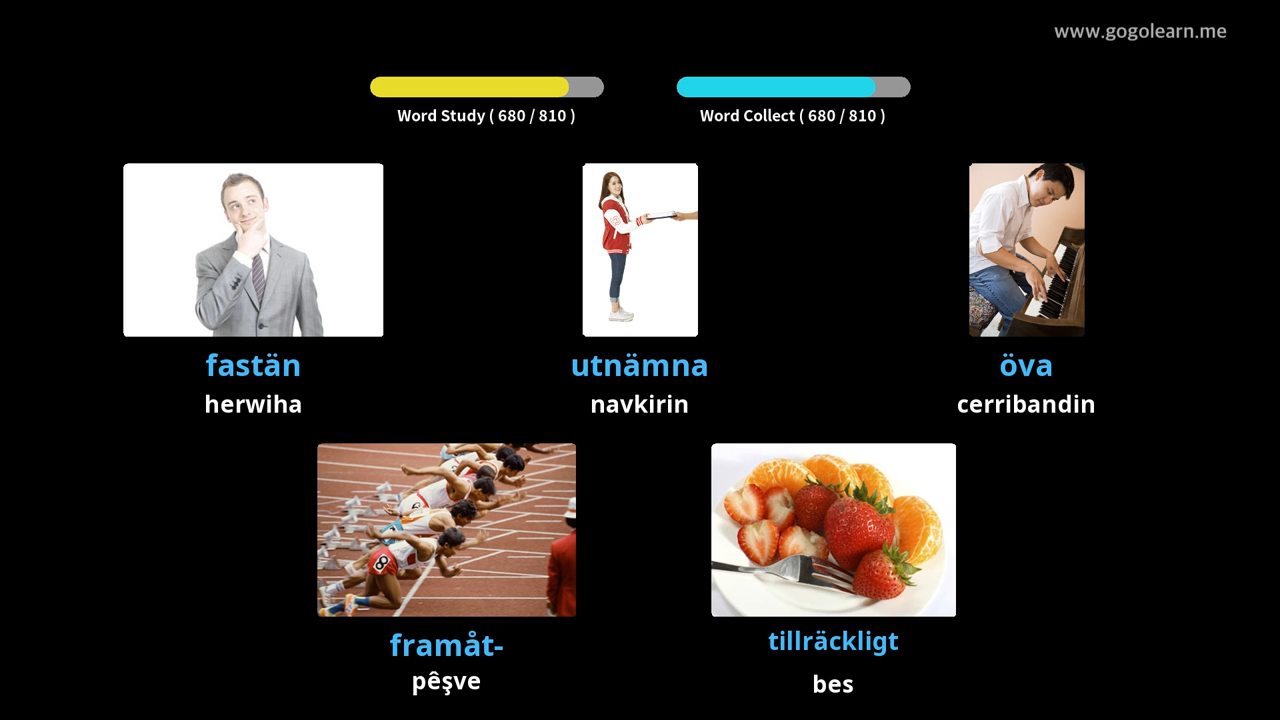 www.gogolearn.me
Word Study ( 680 / 810 )
Word Collect ( 680 / 810 )
fastän
herwiha
utnämna
navkirin
öva
cerribandin
framåt-
pêşve
tillräckligt
bes